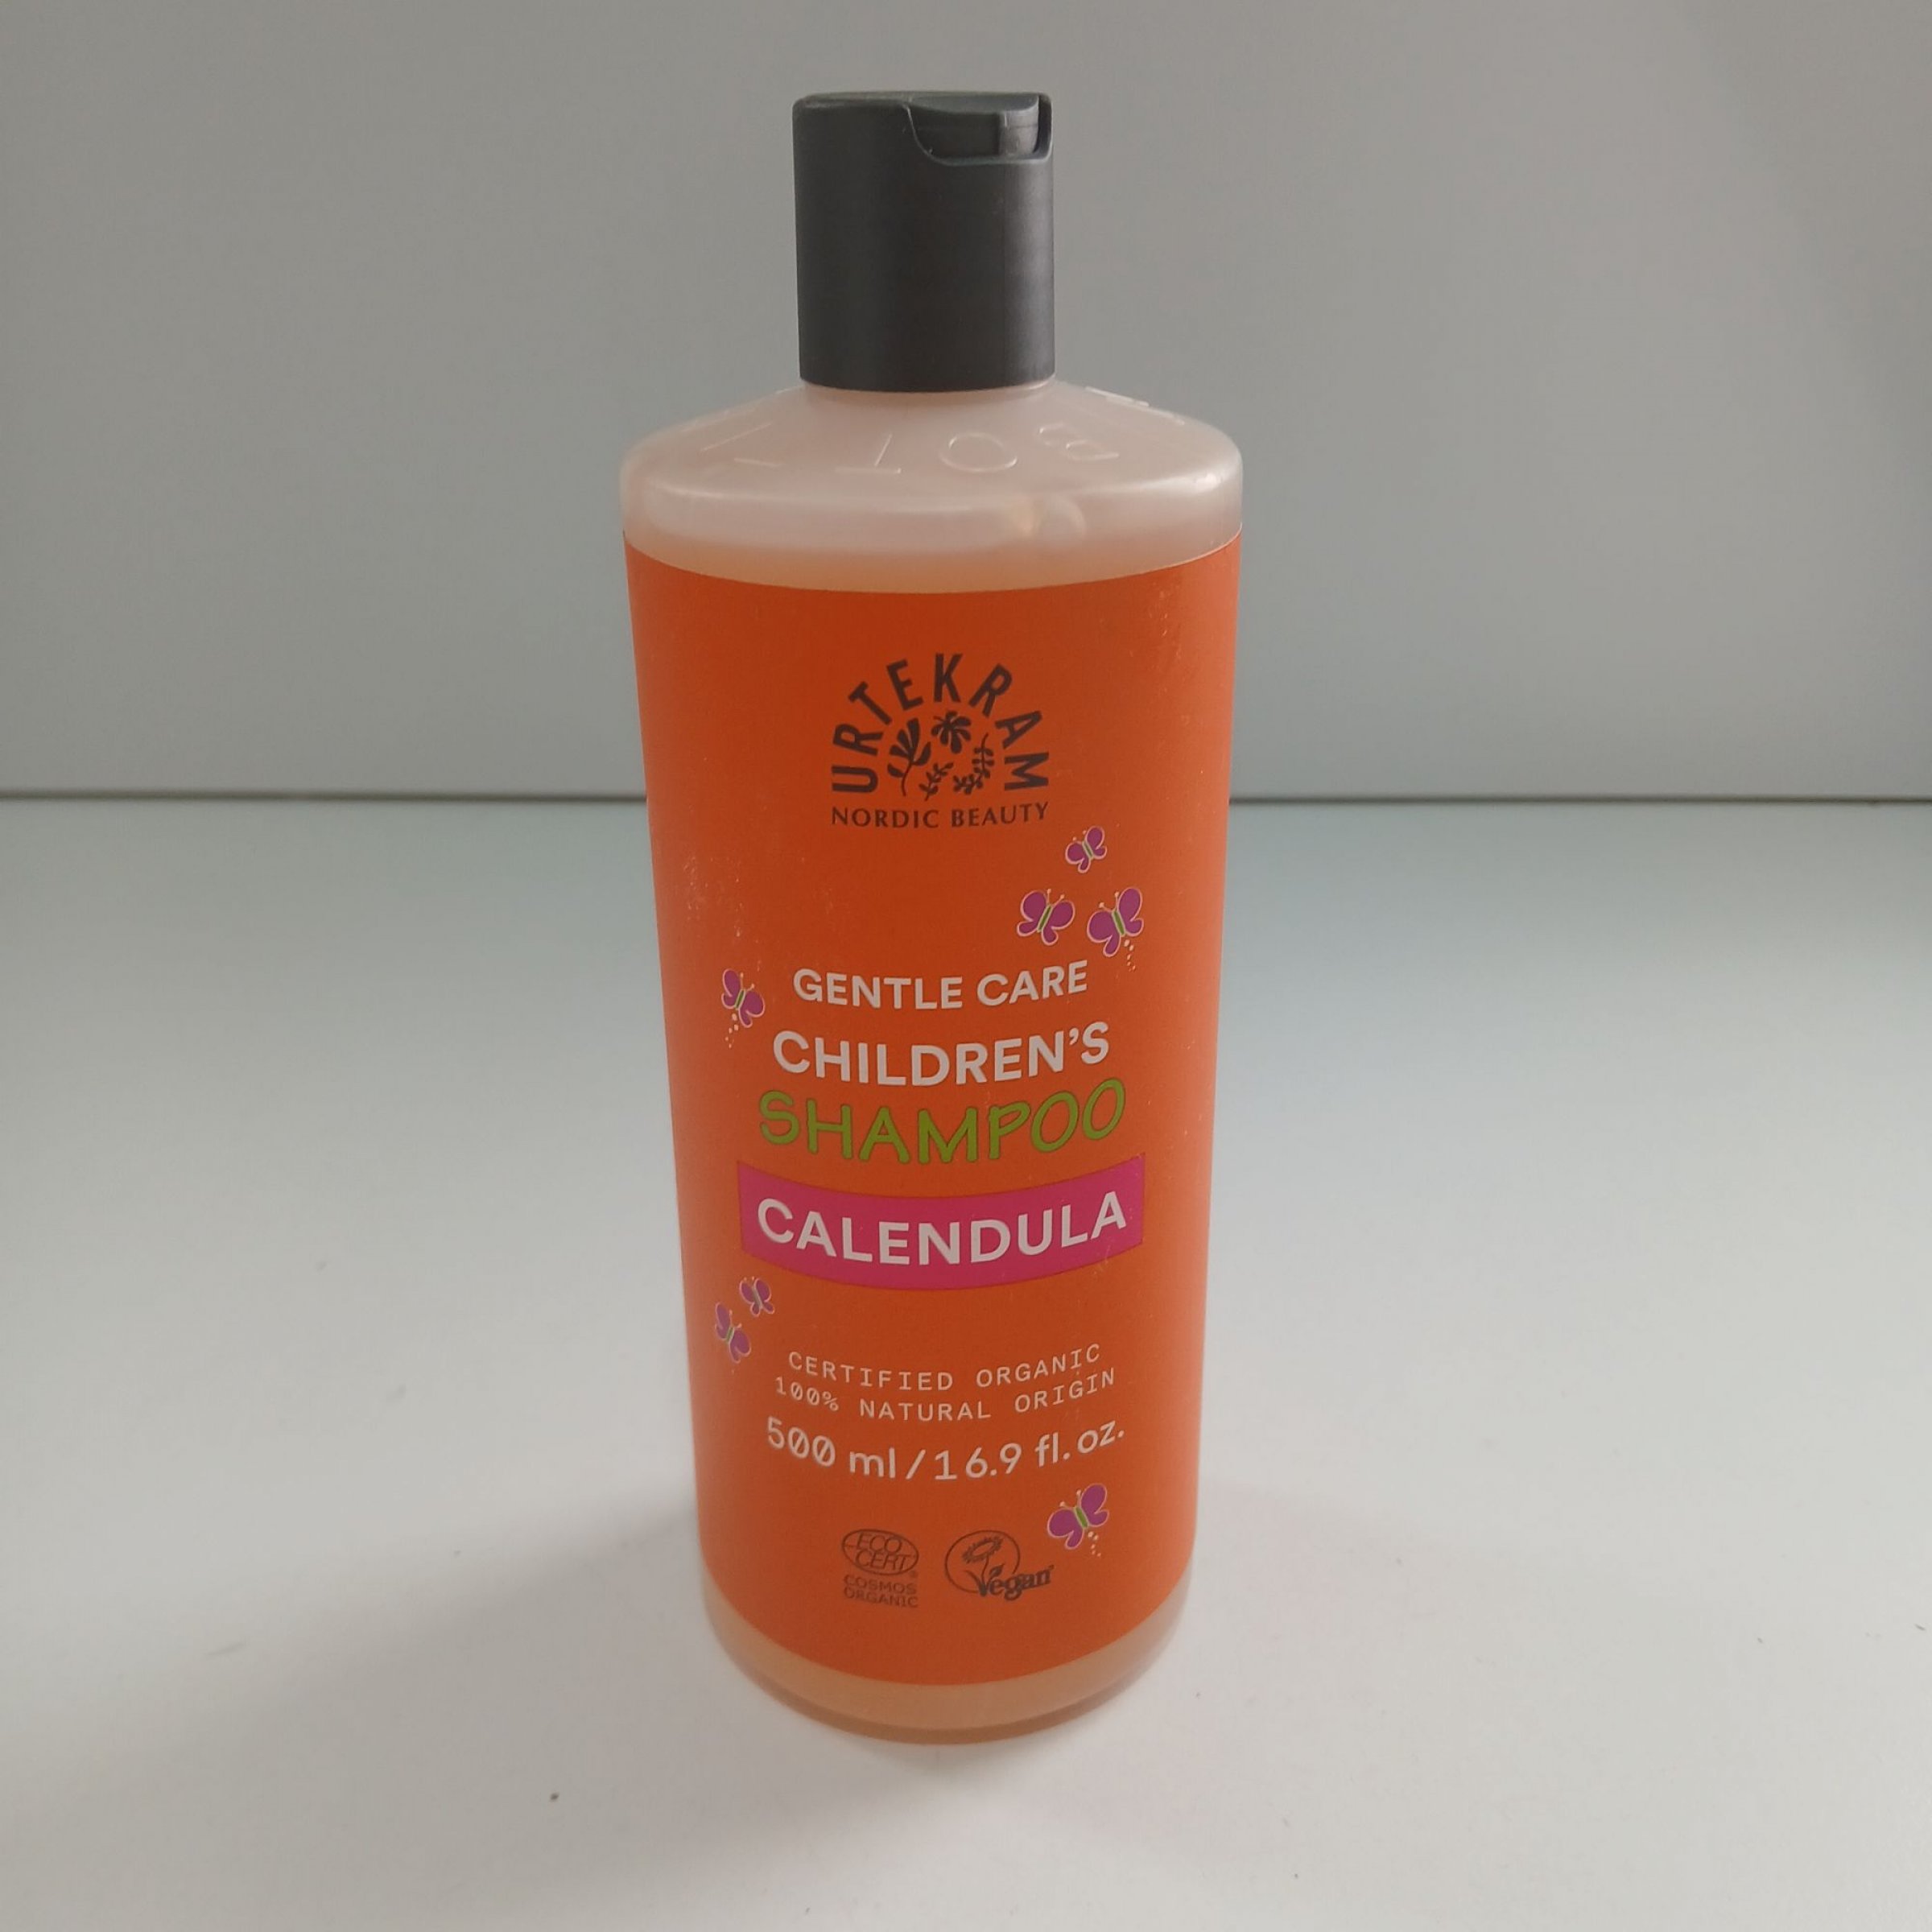 URTEKRAM
NORDIC BEAUTY
GENTLE CARE
CHILDREN'S
SHAMPOO
CALENDULA
CERTIFIED ORGANIC
100% NATURAL ORIGIN
500 ml/16.9 fl.oz.
ECO
CERT®
COSMOS
ORGANIC
Vegan